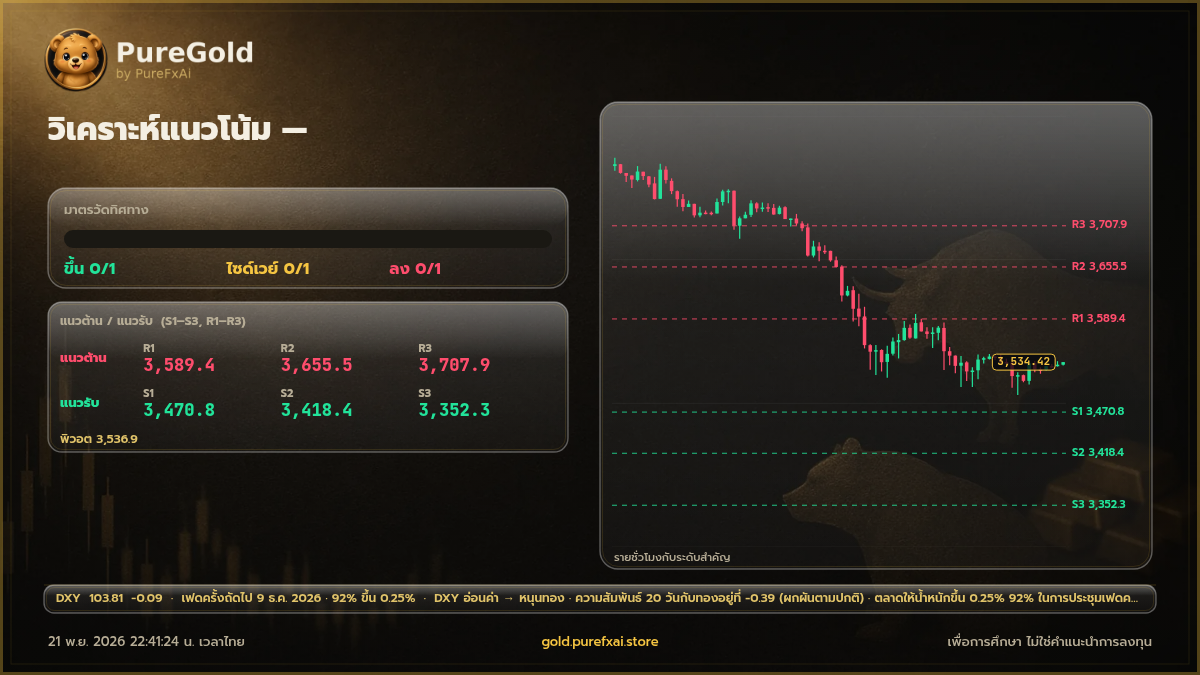 PureGold
by PureFxAi
วิเคราะห์แนวโน้ม —
มาตรวัดทิศทาง
ขึ้น 0/1 ไซด์เวย์ 0/1 ลง 0/1
แนวต้าน / แนวรับ (S1–S3, R1–R3)
R1 R2 R3
แนวต้าน 3,589.4 3,655.5 3,707.9
S1 S2 S3
แนวรับ 3,470.8 3,418.4 3,352.3
พิวอต 3,536.9
R3 3,707.9
R2 3,655.5
R1 3,589.4
3,534.42
S1 3,470.8
S2 3,418.4
S3 3,352.3
รายชั่วโมงกับระดับสำคัญ
DXY 103.81 -0.09 · เฟดครั้งถัดไป 9 ธ.ค. 2026 · 92% ขึ้น 0.25% · DXY อ่อนค่า → หนุนทอง · ความสัมพันธ์ 20 วันกับทองอยู่ที่ -0.39 (ผกผันตามปกติ) · ตลาดให้น้ำหนักขึ้น 0.25% 92% ในการประชุมเฟดค...
21 พ.ย. 2026 22:41:24 น. เวลาไทย
gold.purefxai.store
เพื่อการศึกษา ไม่ใช่คำแนะนำการลงทุน